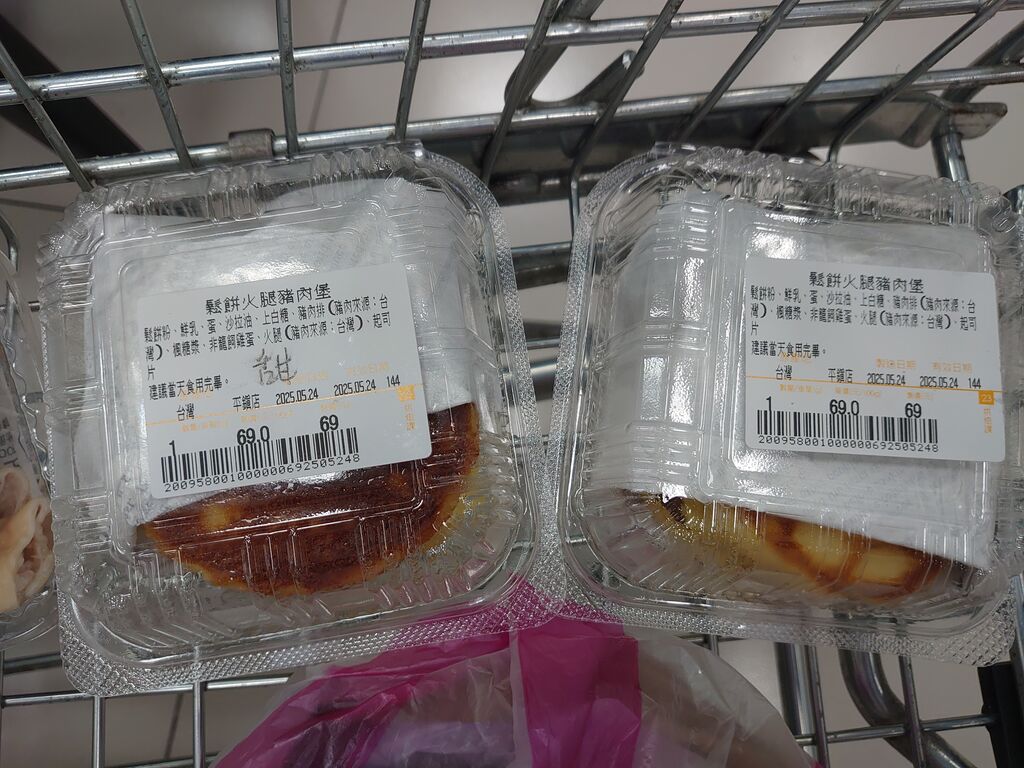 鬆餅火腿豬肉堡
鬆餅粉、鮮乳、蛋、沙拉油、上白糖、豬肉排(豬肉來源:台
灣)、楓糖漿、非籠飼雞蛋、火腿(豬肉來源:台灣)、起司
片
建議當天食用完畢。
甜
台灣 平鎮店 2025.05.24 2025.05.24 144
1 69.0 69
2009580010000000692505248
鬆餅火腿豬肉堡
鬆餅粉、鮮乳、蛋、沙拉油、上白糖、豬肉排(豬肉來源:台
灣)、楓糖漿、非籠飼雞蛋、火腿(豬肉來源:台灣)、起司
片
建議當天食用完畢。
有效日期
台灣 平鎮店 2025.05.24 2025.05.24 144
23
1 69.0 69
2009580010000000692505248